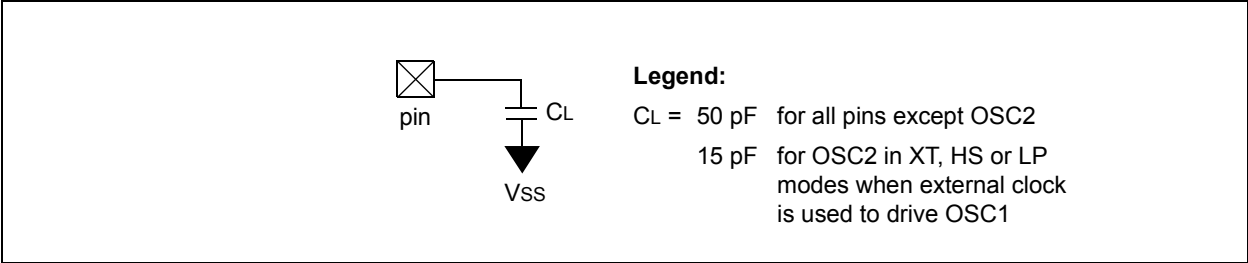 pin
CL
VSS
Legend:
CL = 50 pF for all pins except OSC2
15 pF for OSC2 in XT, HS or LP
modes when external clock
is used to drive OSC1